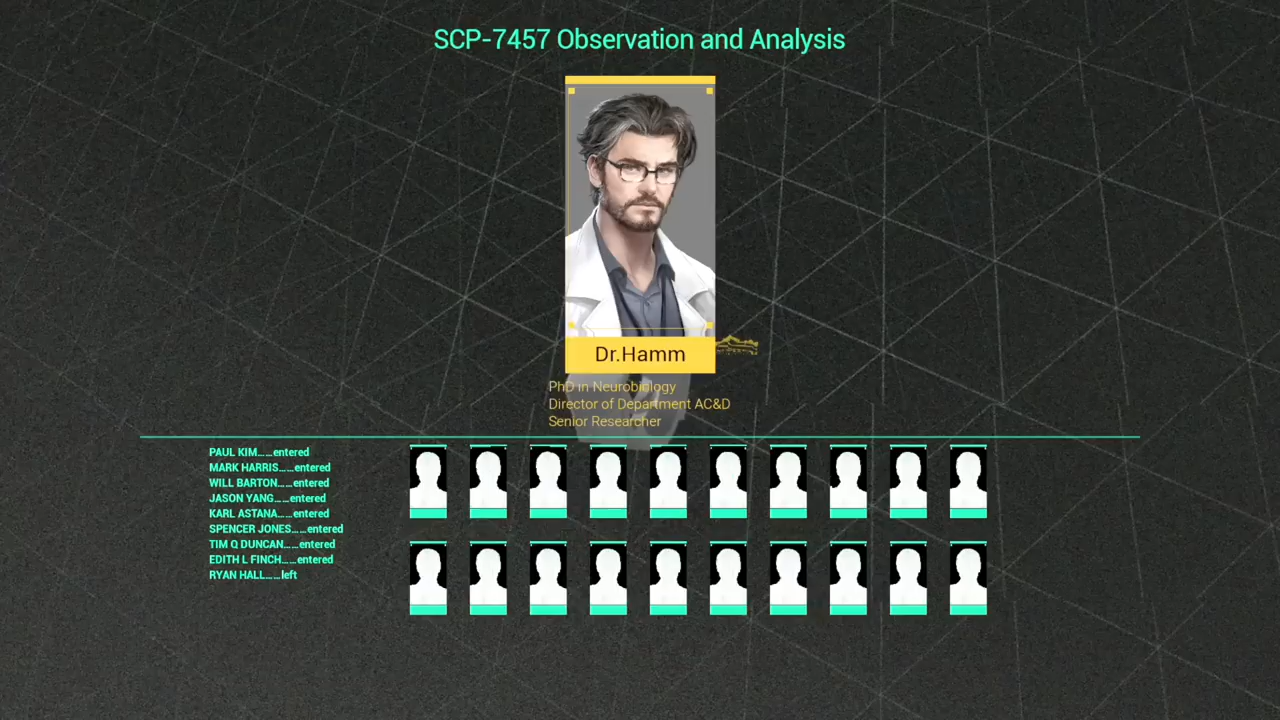 SCP-7457 Observation and Analysis
Dr.Hamm
PhD in Neurobiology
Director of Department AC&D
Senior Researcher
PAUL KIM......entered
MARK HARRIS......entered
WILL BARTON......entered
JASON YANG......entered
KARL ASTANA......entered
SPENCER JONES......entered
TIM Q DUNCAN......entered
EDITH L FINCH......entered
RYAN HALL......left